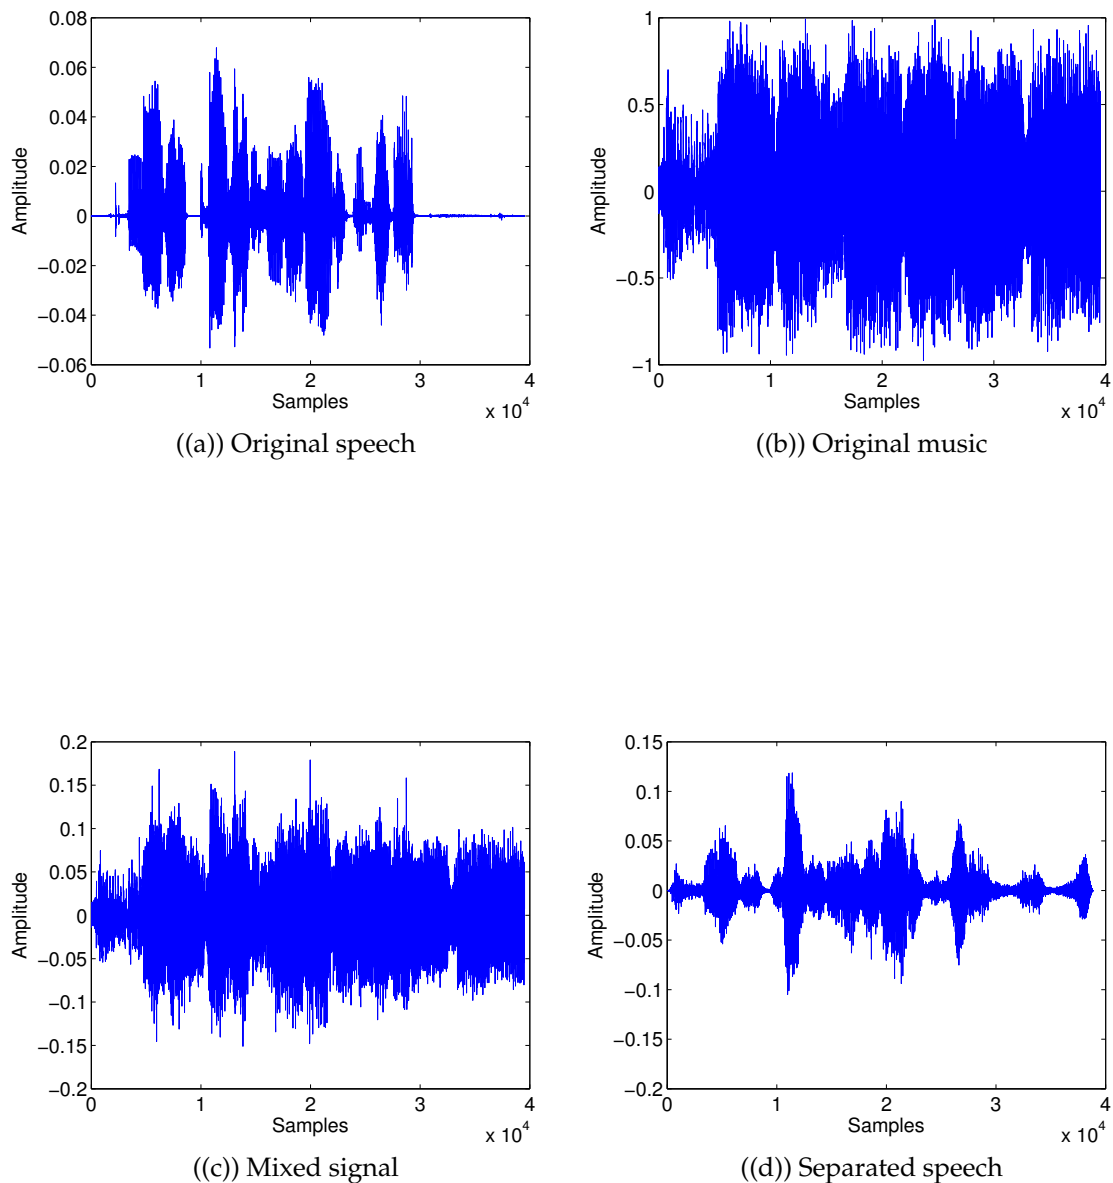 0.08
0.06
0.04
0.02
0
−0.02
−0.04
−0.06
Amplitude
0 1 2 3 4
Samples
x 10^4
((a)) Original speech
1
0.5
0
−0.5
−1
Amplitude
0 1 2 3 4
Samples
x 10^4
((b)) Original music
0.2
0.15
0.1
0.05
0
−0.05
−0.1
−0.15
−0.2
Amplitude
0 1 2 3 4
Samples
x 10^4
((c)) Mixed signal
0.15
0.1
0.05
0
−0.05
−0.1
−0.15
−0.2
Amplitude
0 1 2 3 4
Samples
x 10^4
((d)) Separated speech